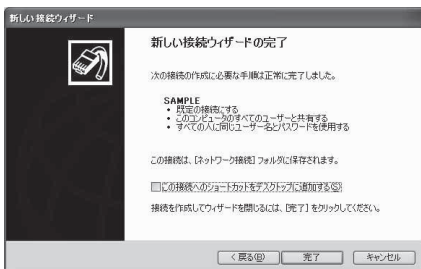 新しい接続ウィザード
新しい接続ウィザードの完了
次の接続の作成に必要な手順は正常に完了しました。
SAMPLE
• 既定の接続にする
• このコンピュータのすべてのユーザーと共有する
• すべての人に同じユーザー名とパスワードを使用する
この接続は、[ネットワーク接続] フォルダに保存されます。
この接続へのショートカットをデスクトップに追加する(S)
接続を作成してウィザードを閉じるには、[完了] をクリックしてください。
< 戻る(B)
完了
キャンセル